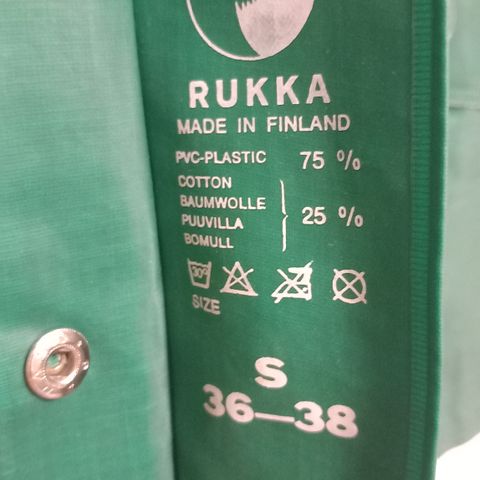 RUKKA
MADE IN FINLAND
PVC-PLASTIC 75 %
COTTON
BAUMWOLLE
PUUVILLA
BOMULL
25 %
30°
SIZE
S
36—38